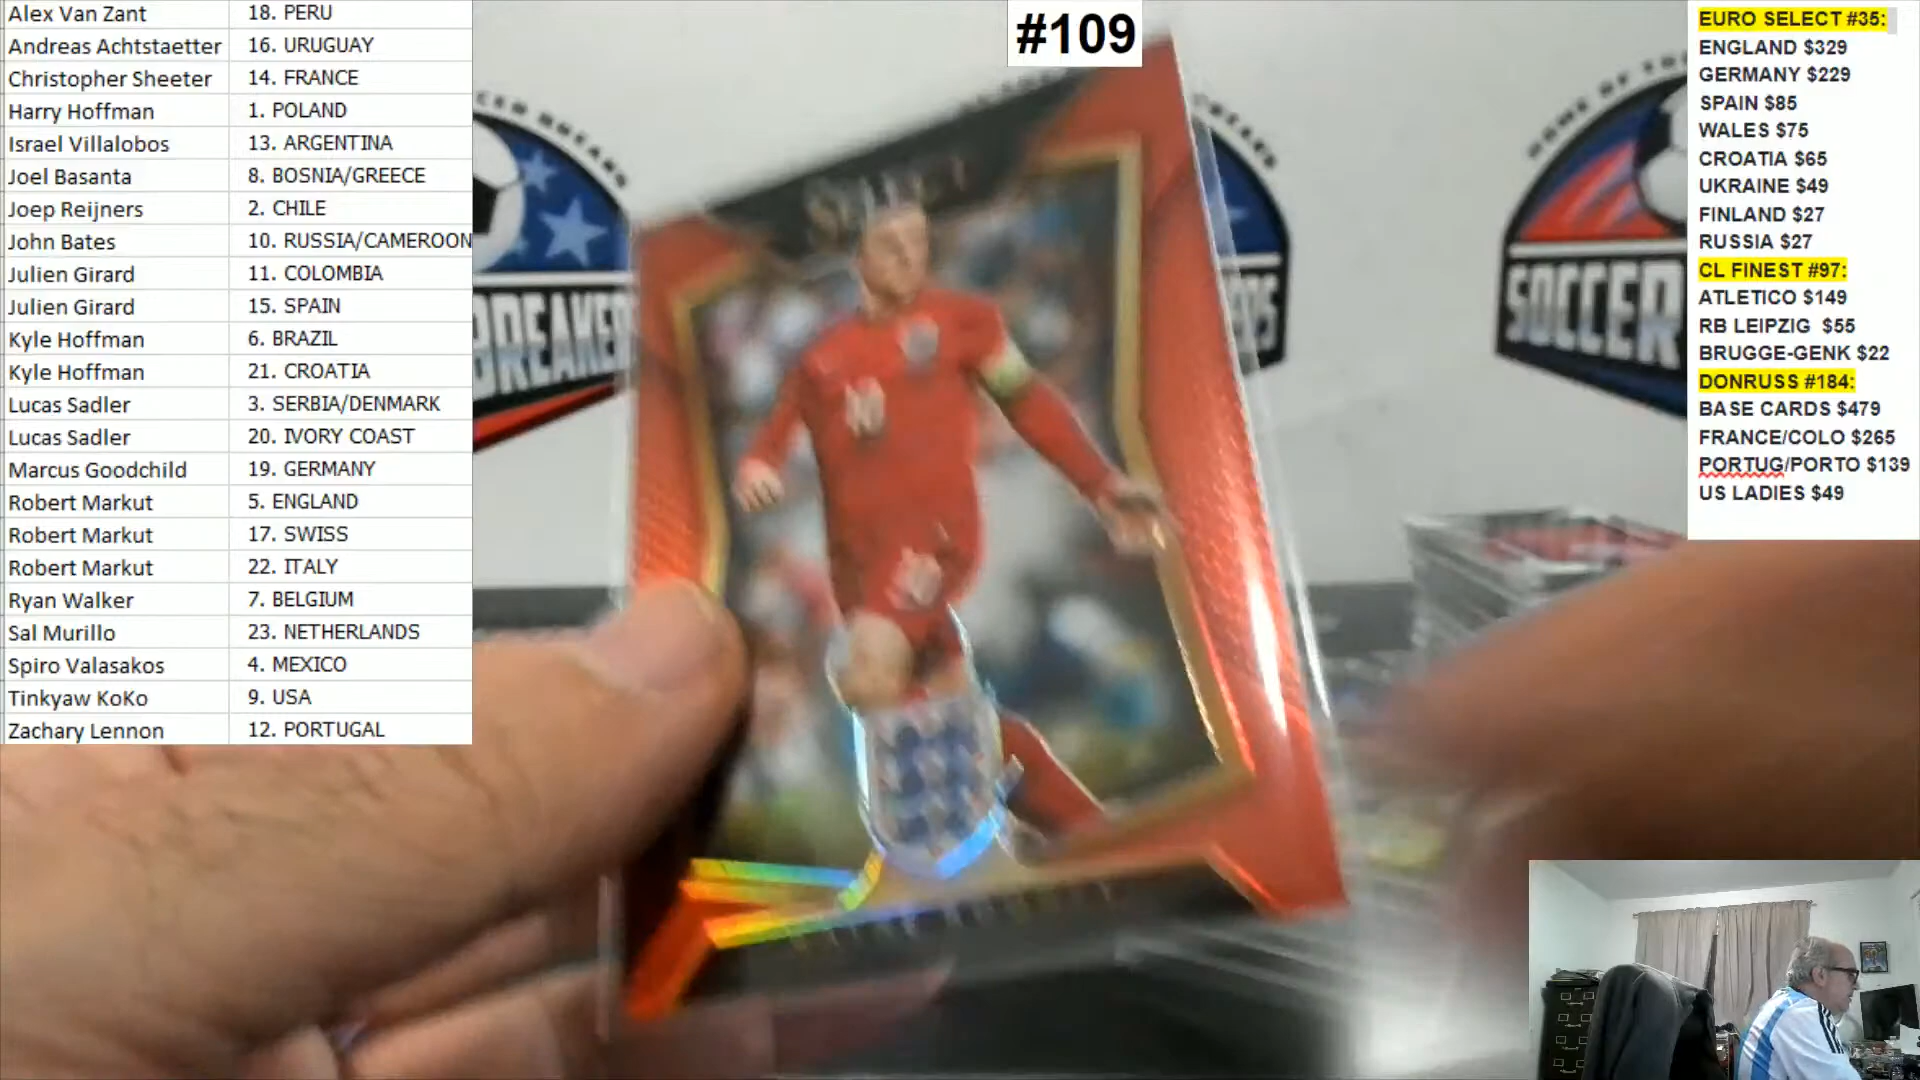 Alex Van Zant 18. PERU
Andreas Achtstaetter 16. URUGUAY
Christopher Sheeter 14. FRANCE
Harry Hoffman 1. POLAND
Israel Villalobos 13. ARGENTINA
Joel Basanta 8. BOSNIA/GREECE
Joep Reijners 2. CHILE
John Bates 10. RUSSIA/CAMEROON
Julien Girard 11. COLOMBIA
Julien Girard 15. SPAIN
Kyle Hoffman 6. BRAZIL
Kyle Hoffman 21. CROATIA
Lucas Sadler 3. SERBIA/DENMARK
Lucas Sadler 20. IVORY COAST
Marcus Goodchild 19. GERMANY
Robert Markut 5. ENGLAND
Robert Markut 17. SWISS
Robert Markut 22. ITALY
Ryan Walker 7. BELGIUM
Sal Murillo 23. NETHERLANDS
Spiro Valasakos 4. MEXICO
Tinkyaw KoKo 9. USA
Zachary Lennon 12. PORTUGAL
#109
SELECT
10
HOME OF THE
SOCCER
EURO SELECT #35:
ENGLAND $329
GERMANY $229
SPAIN $85
WALES $75
CROATIA $65
UKRAINE $49
FINLAND $27
RUSSIA $27
CL FINEST #97:
ATLETICO $149
RB LEIPZIG $55
BRUGGE-GENK $22
DONRUSS #184:
BASE CARDS $479
FRANCE/COLO $265
PORTUG/PORTO $139
US LADIES $49